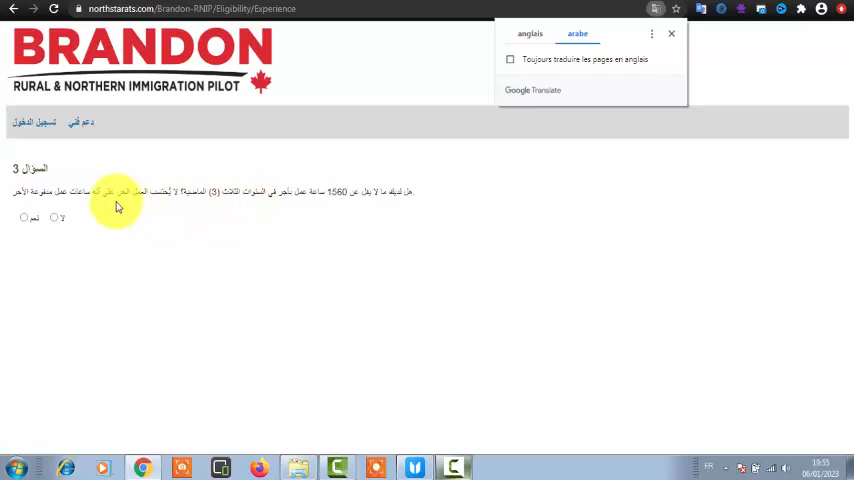 northstarats.com/Brandon-RNIP/Eligibility/Experience
anglais arabe
Toujours traduire les pages en anglais
Google Translate
BRANDON
RURAL & NORTHERN IMMIGRATION PILOT
تسجيل الدخول دعم فني
السؤال 3
هل لديك ما لا يقل عن 1560 ساعة عمل بأجر في السنوات الثلاث (3) الماضية؟ لا يُحتسب العمل الحر على أنه ساعات عمل مدفوعة الأجر.
نعم لا
FR
19:55
06/01/2023